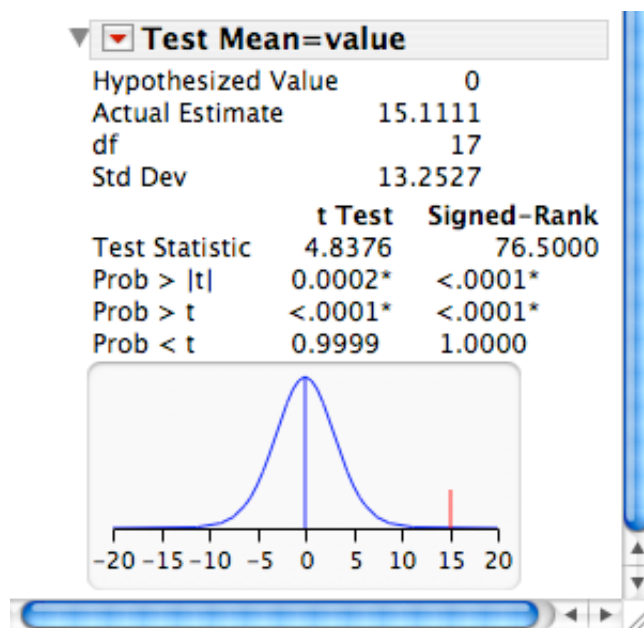 Test Mean=value
Hypothesized Value 0
Actual Estimate 15.1111
df 17
Std Dev 13.2527
t Test Signed-Rank
Test Statistic 4.8376 76.5000
Prob > |t| 0.0002* <.0001*
Prob > t <.0001* <.0001*
Prob < t 0.9999 1.0000
-20 -15 -10 -5 0 5 10 15 20